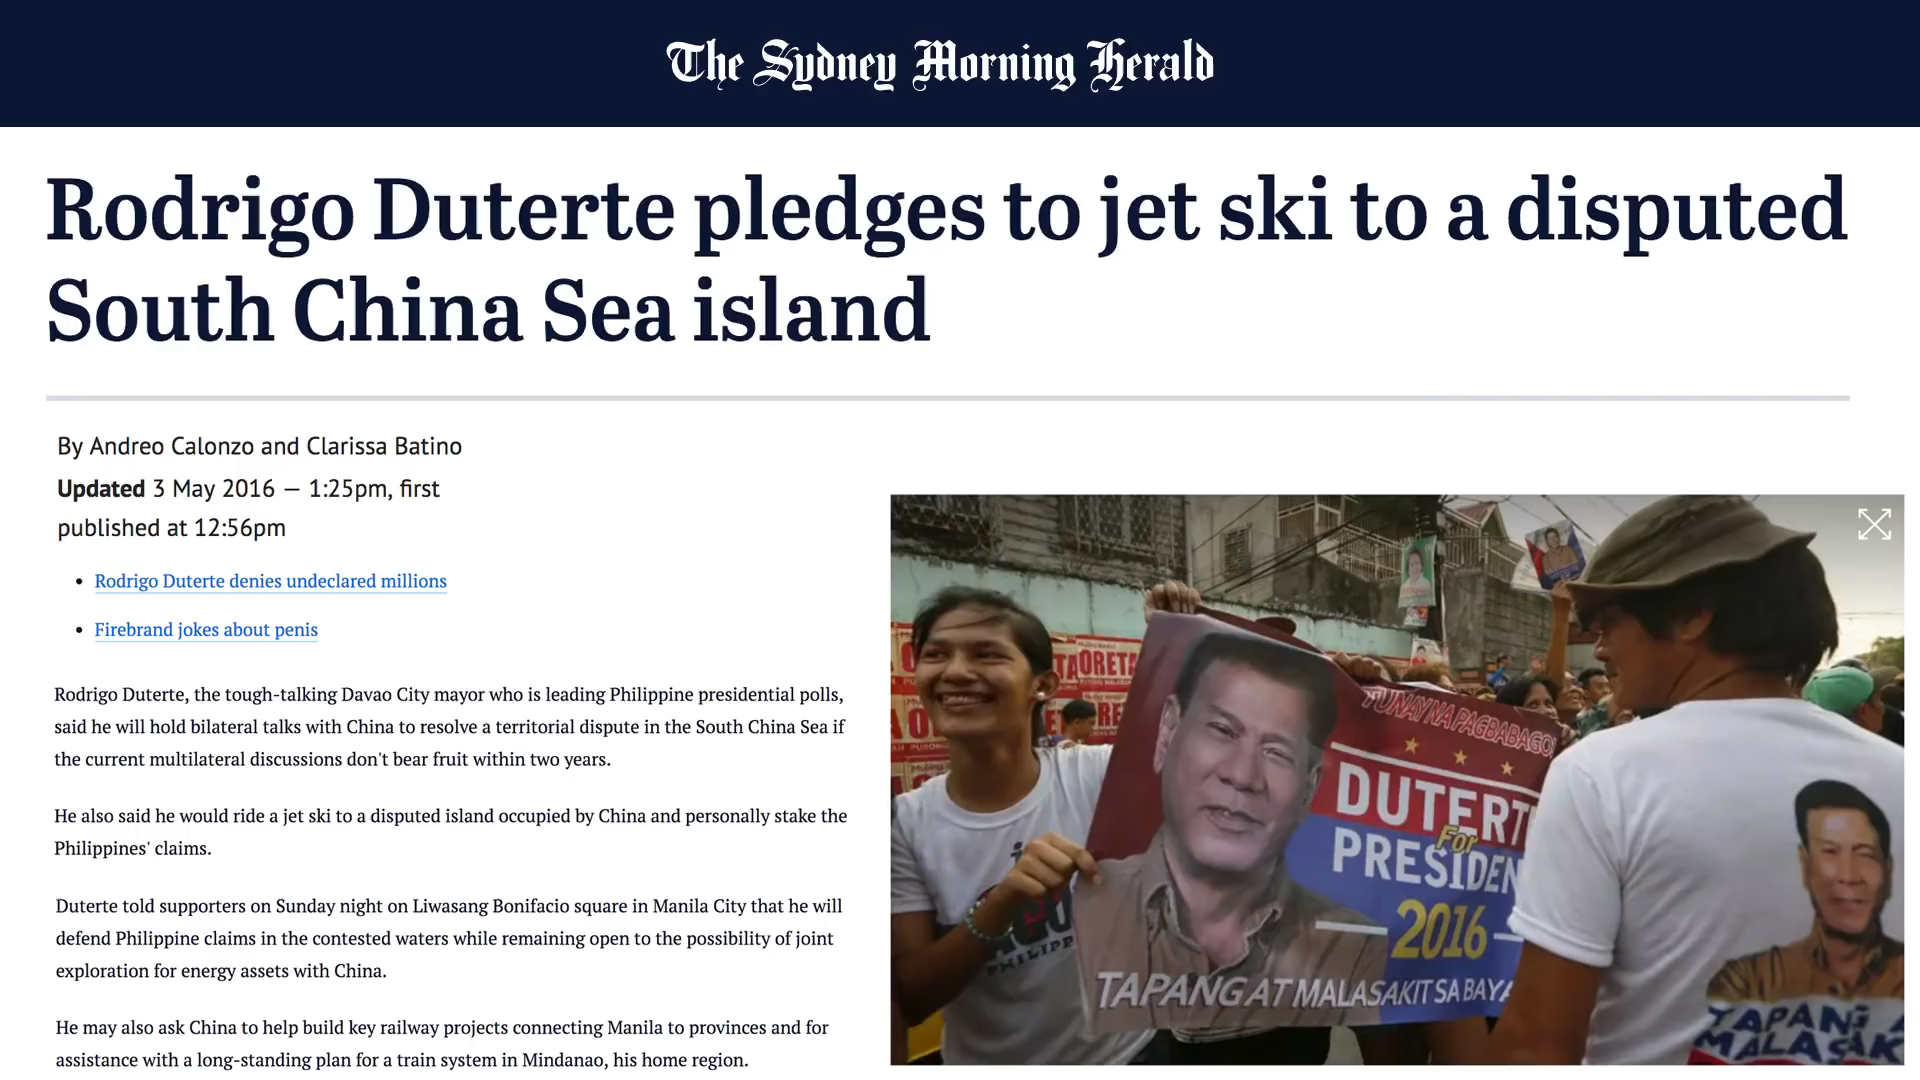 The Sydney Morning Herald
Rodrigo Duterte pledges to jet ski to a disputed
South China Sea island
By Andreo Calonzo and Clarissa Batino
Updated 3 May 2016 — 1:25pm, first
published at 12:56pm
• Rodrigo Duterte denies undeclared millions
• Firebrand jokes about penis
Rodrigo Duterte, the tough-talking Davao City mayor who is leading Philippine presidential polls,
said he will hold bilateral talks with China to resolve a territorial dispute in the South China Sea if
the current multilateral discussions don't bear fruit within two years.
He also said he would ride a jet ski to a disputed island occupied by China and personally stake the
Philippines' claims.
Duterte told supporters on Sunday night on Liwasang Bonifacio square in Manila City that he will
defend Philippine claims in the contested waters while remaining open to the possibility of joint
exploration for energy assets with China.
He may also ask China to help build key railway projects connecting Manila to provinces and for
assistance with a long-standing plan for a train system in Mindanao, his home region.
TAORETA
TUNAY NA PAGBABAGO
DUTERT
For
PRESIDEN
2016
TAPANG AT MALASAKIT SA BAYA
TAPANG A
MALASAK